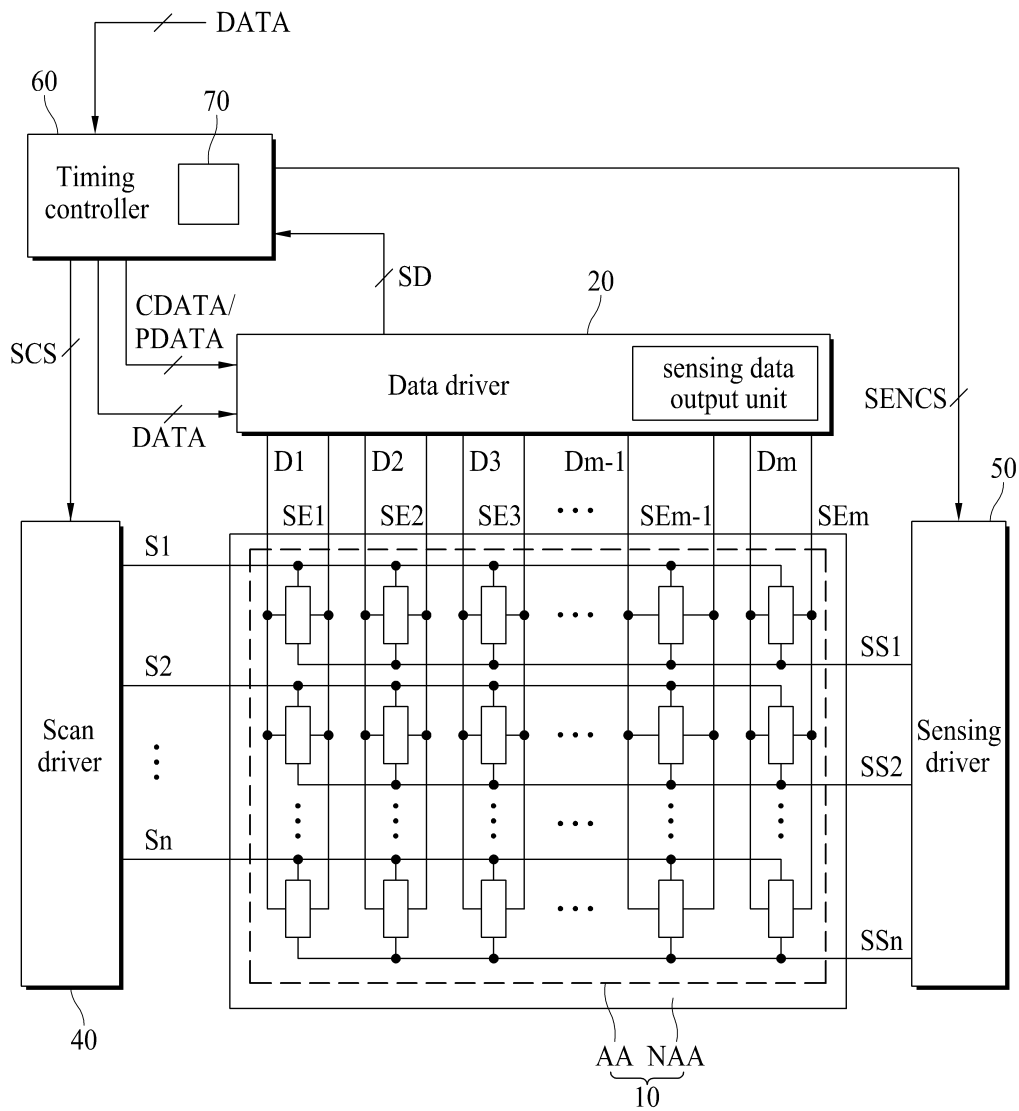 DATA
60
70
Timing
controller
SD
20
CDATA/
PDATA
SCS
Data driver
sensing data
output unit
SENCS
DATA
D1
D2
D3
Dm-1
Dm
50
SE1
SE2
SE3
SEm-1
SEm
S1
SS1
S2
Scan
driver
Sensing
driver
SS2
Sn
SSn
40
AA
NAA
10